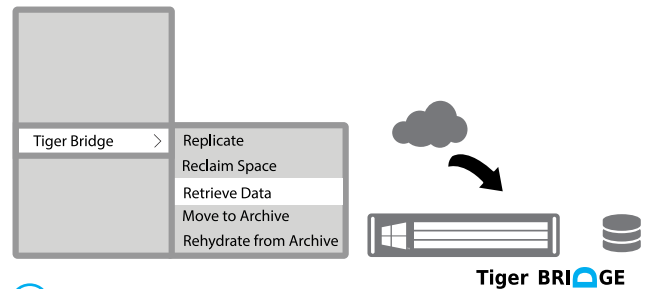 Tiger Bridge >
Replicate
Reclaim Space
Retrieve Data
Move to Archive
Rehydrate from Archive
Tiger BRIDGE